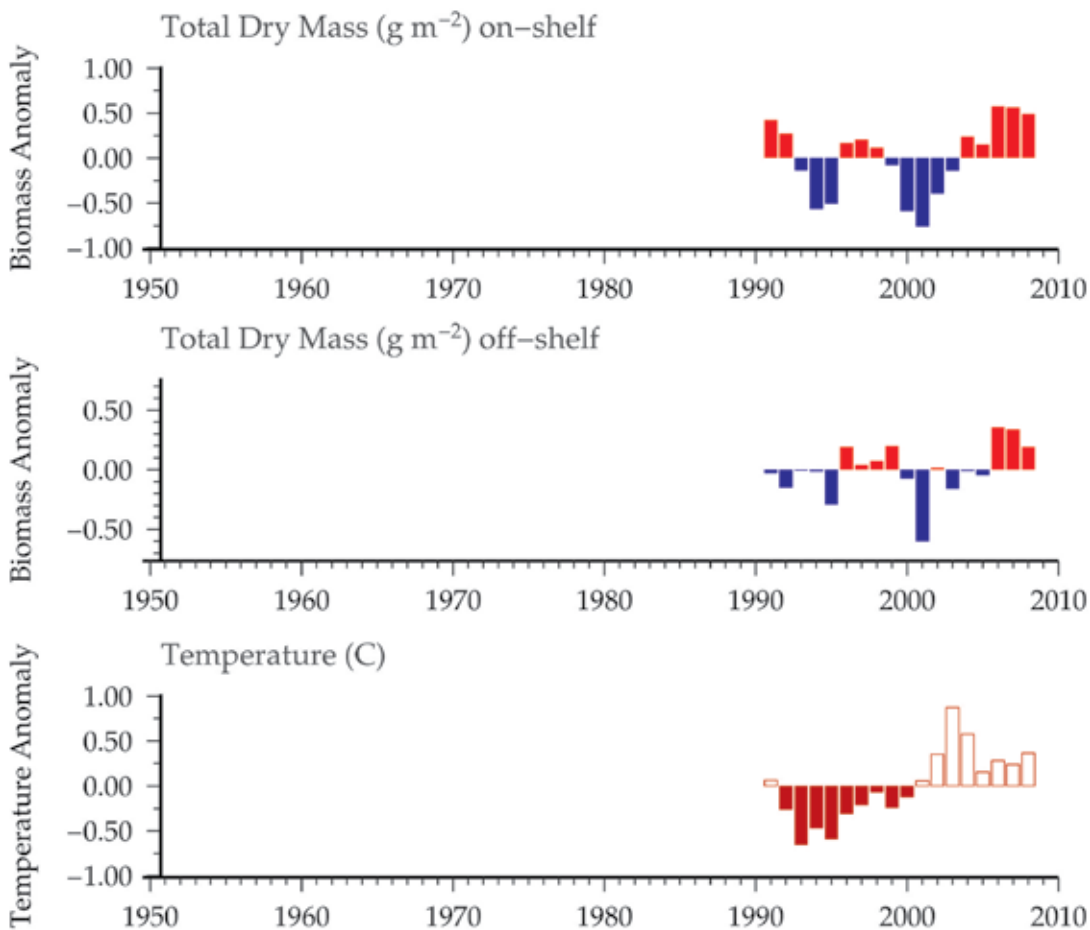 Total Dry Mass (g m⁻²) on–shelf
Biomass Anomaly
1.00
0.50
0.00
−0.50
−1.00
1950 1960 1970 1980 1990 2000 2010
Total Dry Mass (g m⁻²) off–shelf
Biomass Anomaly
0.50
0.00
−0.50
1950 1960 1970 1980 1990 2000 2010
Temperature (C)
Temperature Anomaly
1.00
0.50
0.00
−0.50
−1.00
1950 1960 1970 1980 1990 2000 2010